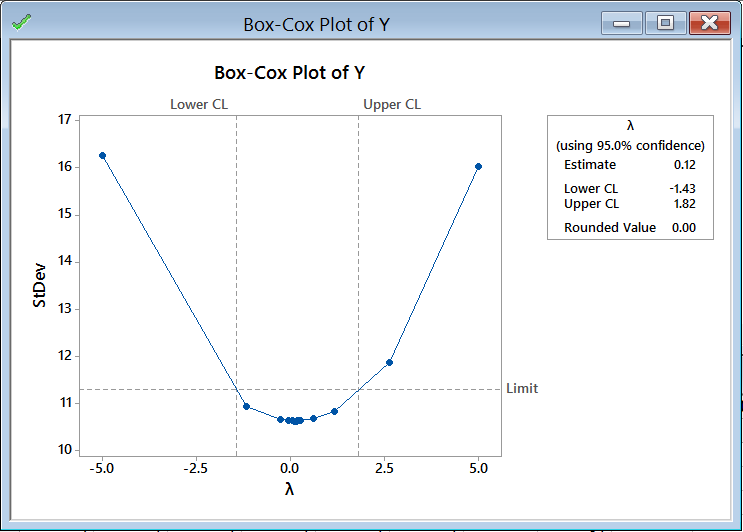 Box-Cox Plot of Y
Box-Cox Plot of Y
Lower CL
Upper CL
17
16
15
14
13
12
11
10
StDev
Limit
-5.0
-2.5
0.0
2.5
5.0
λ
λ
(using 95.0% confidence)
Estimate 0.12
Lower CL -1.43
Upper CL 1.82
Rounded Value 0.00